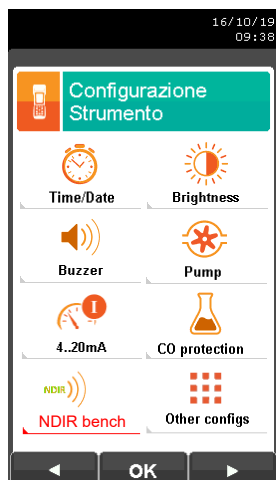 16/10/19
09:38
Configurazione
Strumento
Time/Date
Brightness
Buzzer
Pump
I
4..20mA
CO protection
NDIR
NDIR bench
Other configs
OK